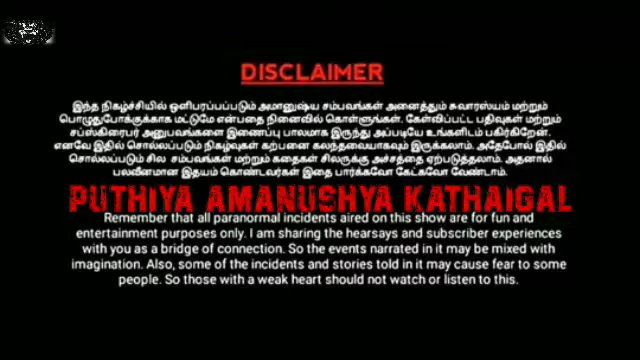 DISCLAIMER
இந்த நிகழ்ச்சியில் ஒளிபரப்பபடும் அமானுஷ்ய சம்பவங்கள் அனைத்தும் சுவாரஸ்யம் மற்றும்
பொழுதுபோக்குக்காக மட்டுமே என்பதை நினைவில் கொள்ளுங்கள். கேள்விப்பட்ட பதிவுகள் மற்றும்
சப்ஸ்கிரைபர் அனுபவங்களை இணைப்பு பாலமாக இருந்து அப்படியே உங்களிடம் பகிர்கிறேன்.
எனவே இதில் சொல்லப்படும் நிகழ்வுகள் கற்பனை கலந்தவையாகவும் இருக்கலாம். அதேபோல் இதில்
சொல்லப்படும் சில சம்பவங்கள் மற்றும் கதைகள் சிலருக்கு அச்சத்தை ஏற்படுத்தலாம். அதனால்
பலவீனமான இதயம் கொண்டவர்கள் இதை பார்க்கவோ கேட்கவோ வேண்டாம்.
PUTHIYA AMANUSHYA KATHAIGAL
Remember that all paranormal incidents aired on this show are for fun and
entertainment purposes only. I am sharing the hearsays and subscriber experiences
with you as a bridge of connection. So the events narrated in it may be mixed with
imagination. Also, some of the incidents and stories told in it may cause fear to some
people. So those with a weak heart should not watch or listen to this.